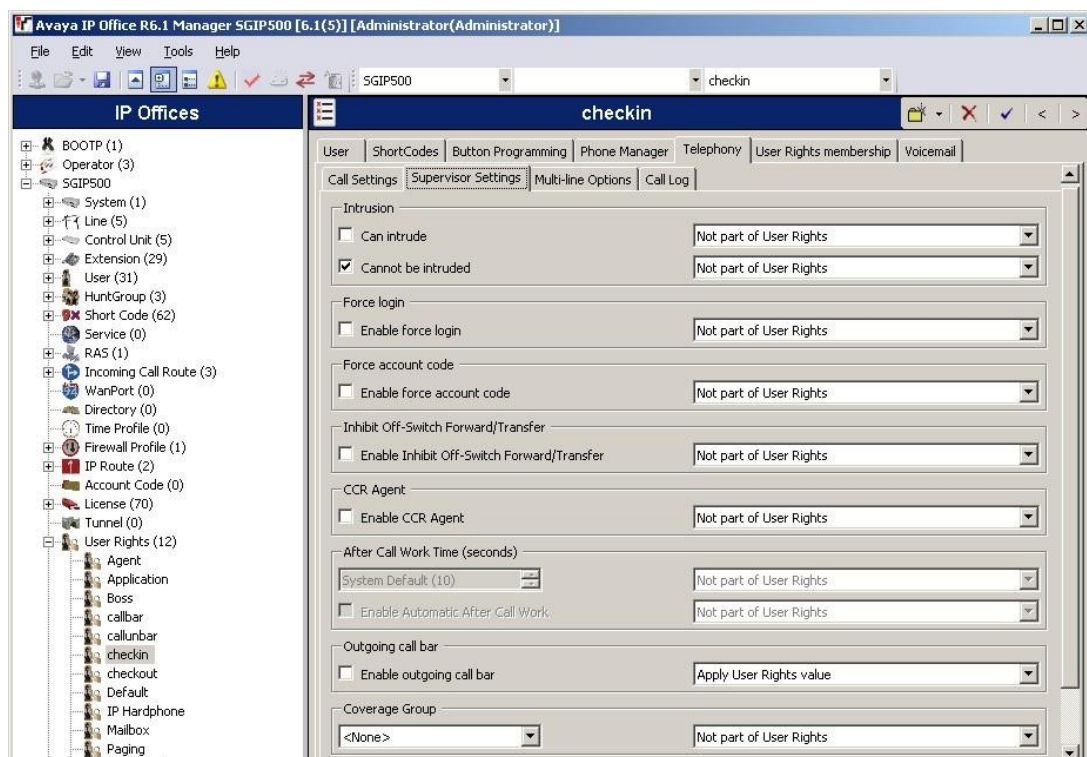 Avaya IP Office R6.1 Manager SGIP500 [6.1(5)] [Administrator(Administrator)]
File Edit View Tools Help
SGIP500 checkin
IP Offices
BOOTP (1)
Operator (3)
SGIP500
System (1)
Line (5)
Control Unit (5)
Extension (29)
User (31)
HuntGroup (3)
Short Code (62)
Service (0)
RAS (1)
Incoming Call Route (3)
WanPort (0)
Directory (0)
Time Profile (0)
Firewall Profile (1)
IP Route (2)
Account Code (0)
License (70)
Tunnel (0)
User Rights (12)
Agent
Application
Boss
callbar
callunbar
checkin
checkout
Default
IP Hardphone
Mailbox
Paging
checkin
User ShortCodes Button Programming Phone Manager Telephony User Rights membership Voicemail
Call Settings Supervisor Settings Multi-line Options Call Log
Intrusion
Can intrude Not part of User Rights
Cannot be intruded Not part of User Rights
Force login
Enable force login Not part of User Rights
Force account code
Enable force account code Not part of User Rights
Inhibit Off-Switch Forward/Transfer
Enable Inhibit Off-Switch Forward/Transfer Not part of User Rights
CCR Agent
Enable CCR Agent Not part of User Rights
After Call Work Time (seconds)
System Default (10) Not part of User Rights
Enable Automatic After Call Work Not part of User Rights
Outgoing call bar
Enable outgoing call bar Apply User Rights value
Coverage Group
<None> Not part of User Rights